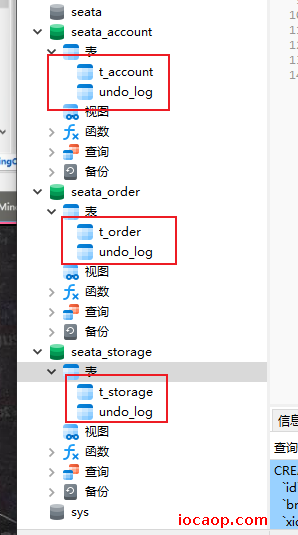 seata
seata_account
表
t_account
undo_log
视图
函数
查询
备份
seata_order
表
t_order
undo_log
视图
函数
查询
备份
seata_storage
表
t_storage
undo_log
视图
函数
查询
备份
sys
信息
查询
CRE
`id
`br
`xic
iocaop.com